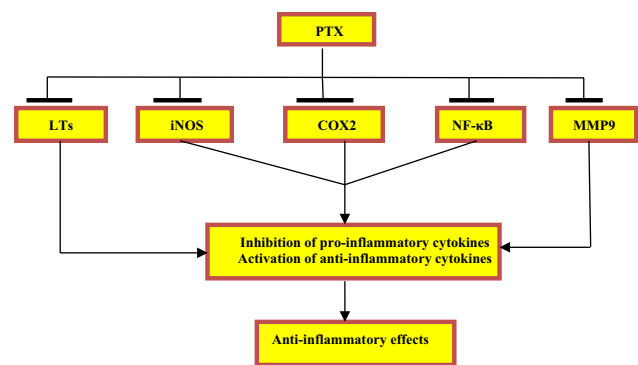 PTX
LTs
iNOS
COX2
NF-κB
MMP9
Inhibition of pro-inflammatory cytokines
Activation of anti-inflammatory cytokines
Anti-inflammatory effects